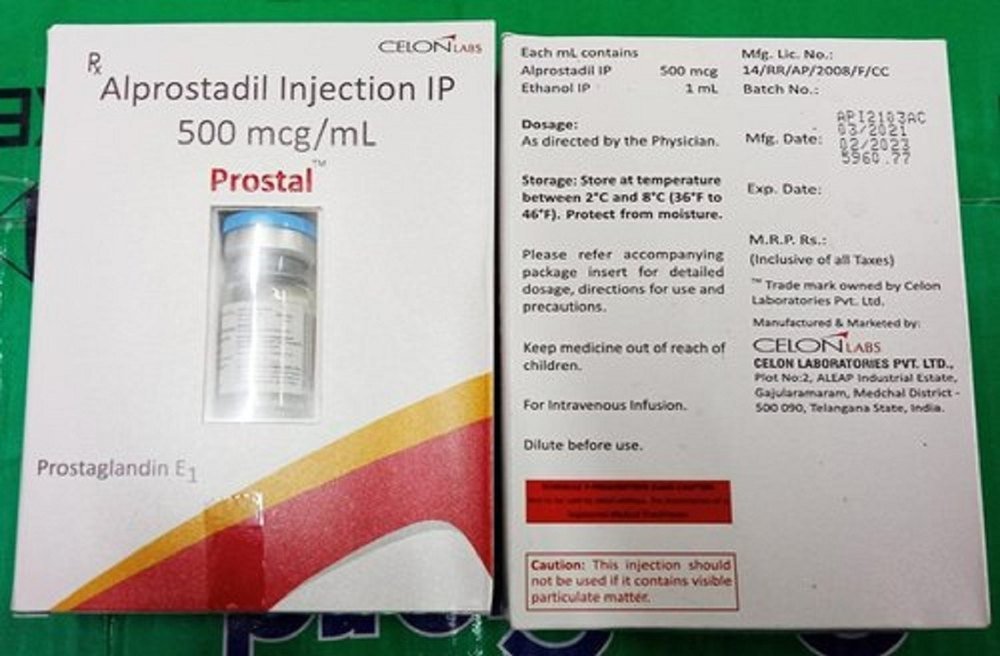 CELON LABS
Rx
Alprostadil Injection IP
500 mcg/mL
Prostal™
Prostaglandin E1
Each mL contains
Alprostadil IP 500 mcg
Ethanol IP 1 mL
Dosage:
As directed by the Physician.
Storage: Store at temperature
between 2°C and 8°C (36°F to
46°F). Protect from moisture.
Please refer accompanying
package insert for detailed
dosage, directions for use and
precautions.
Keep medicine out of reach of
children.
For Intravenous Infusion.
Dilute before use.
Caution: This injection should
not be used if it contains visible
particulate matter.
Mfg. Lic. No.:
14/RR/AP/2008/F/CC
Batch No.:
API2103AC
Mfg. Date: 03/2021
02/2023
5960.77
Exp. Date:
M.R.P. Rs.:
(Inclusive of all Taxes)
™ Trade mark owned by Celon
Laboratories Pvt. Ltd.
Manufactured & Marketed by:
CELON LABS
CELON LABORATORIES PVT. LTD.,
Plot No:2, ALEAP Industrial Estate,
Gajularamaram, Medchal District -
500 090, Telangana State, India.